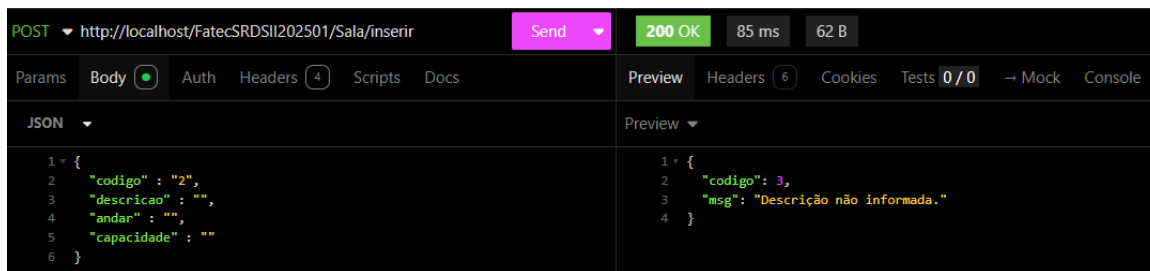 POST http://localhost/FatecSRDSII202501/Sala/inserir Send 200 OK 85 ms 62 B
Params Body Auth Headers 4 Scripts Docs Preview Headers 6 Cookies Tests 0 / 0 → Mock Console
JSON Preview
1 {
2 "codigo" : "2",
3 "descricao" : "",
4 "andar" : "",
5 "capacidade" : ""
6 }
1 {
2 "codigo": 3,
3 "msg": "Descrição não informada."
4 }